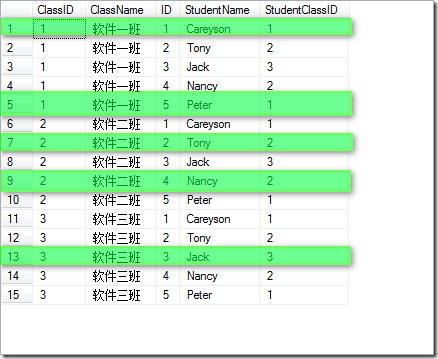 ClassID ClassName ID StudentName StudentClassID
1 1 软件一班 1 Careyson 1
2 1 软件一班 2 Tony 2
3 1 软件一班 3 Jack 3
4 1 软件一班 4 Nancy 2
5 1 软件一班 5 Peter 1
6 2 软件二班 1 Careyson 1
7 2 软件二班 2 Tony 2
8 2 软件二班 3 Jack 3
9 2 软件二班 4 Nancy 2
10 2 软件二班 5 Peter 1
11 3 软件三班 1 Careyson 1
12 3 软件三班 2 Tony 2
13 3 软件三班 3 Jack 3
14 3 软件三班 4 Nancy 2
15 3 软件三班 5 Peter 1